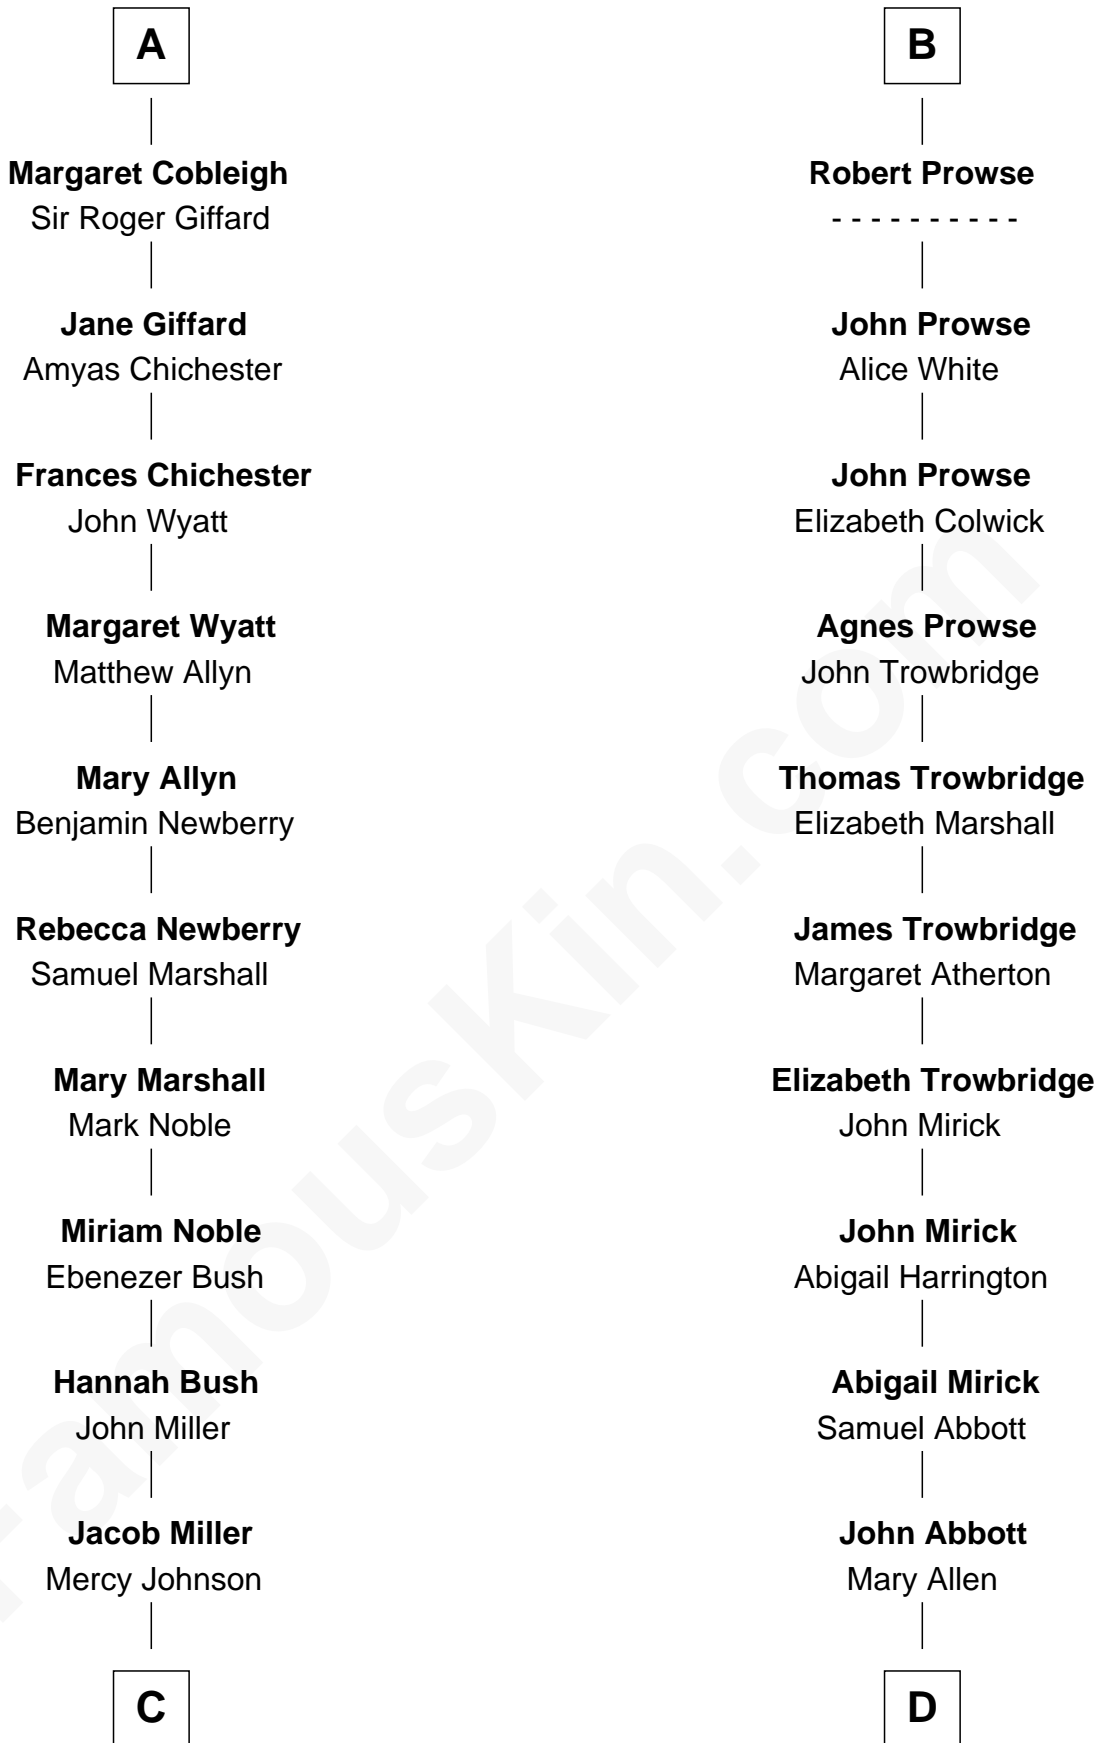 A
Margaret Cobleigh
Sir Roger Giffard
Jane Giffard
Amyas Chichester
Frances Chichester
John Wyatt
Margaret Wyatt
Matthew Allyn
Mary Allyn
Benjamin Newberry
Rebecca Newberry
Samuel Marshall
Mary Marshall
Mark Noble
Miriam Noble
Ebenezer Bush
Hannah Bush
John Miller
Jacob Miller
Mercy Johnson
C
B
Robert Prowse
- - - - - - - - - -
John Prowse
Alice White
John Prowse
Elizabeth Colwick
Agnes Prowse
John Trowbridge
Thomas Trowbridge
Elizabeth Marshall
James Trowbridge
Margaret Atherton
Elizabeth Trowbridge
John Mirick
John Mirick
Abigail Harrington
Abigail Mirick
Samuel Abbott
John Abbott
Mary Allen
D
FamousKin.com